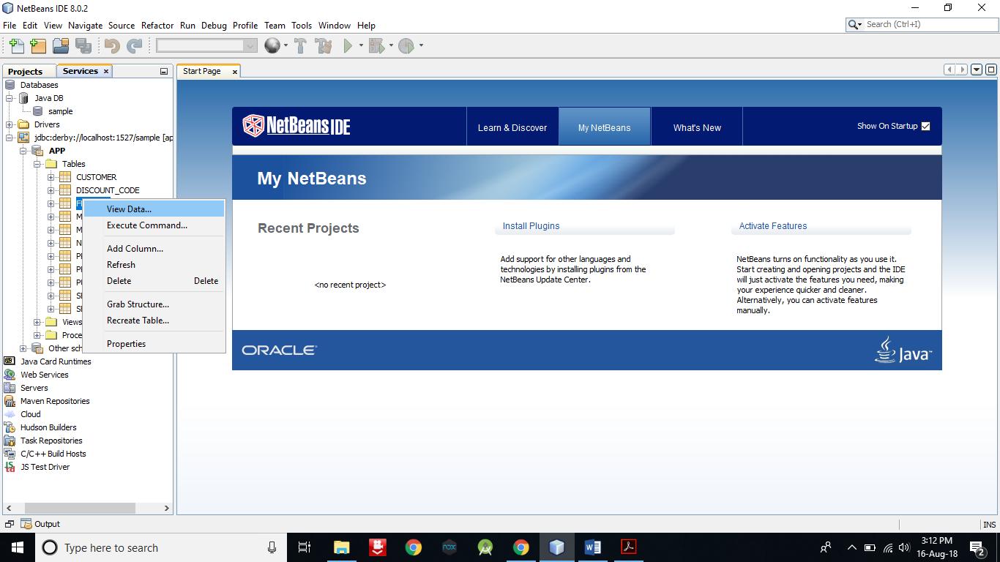 NetBeans IDE 8.0.2
File Edit View Navigate Source Refactor Run Debug Profile Team Tools Window Help
Search (Ctrl+I)
Projects
Services
Start Page
Databases
Java DB
sample
Drivers
jdbc:derby://localhost:1527/sample [ap
APP
Tables
CUSTOMER
DISCOUNT_CODE
View Data...
Execute Command...
Add Column...
Refresh
Delete Delete
Grab Structure...
Recreate Table...
Properties
Views
Other sch
Java Card Runtimes
Web Services
Servers
Maven Repositories
Cloud
Hudson Builders
Task Repositories
C/C++ Build Hosts
JS Test Driver
NetBeans IDE
Learn & Discover
My NetBeans
What's New
Show On Startup
My NetBeans
Recent Projects
<no recent project>
Install Plugins
Add support for other languages and
technologies by installing plugins from the
NetBeans Update Center.
Activate Features
NetBeans turns on functionality as you use it.
Start creating and opening projects and the IDE
will just activate the features you need, making
your experience quicker and cleaner.
Alternatively, you can activate features
manually.
ORACLE
Java
Output
INS
Type here to search
nox
3:12 PM
16-Aug-18
2